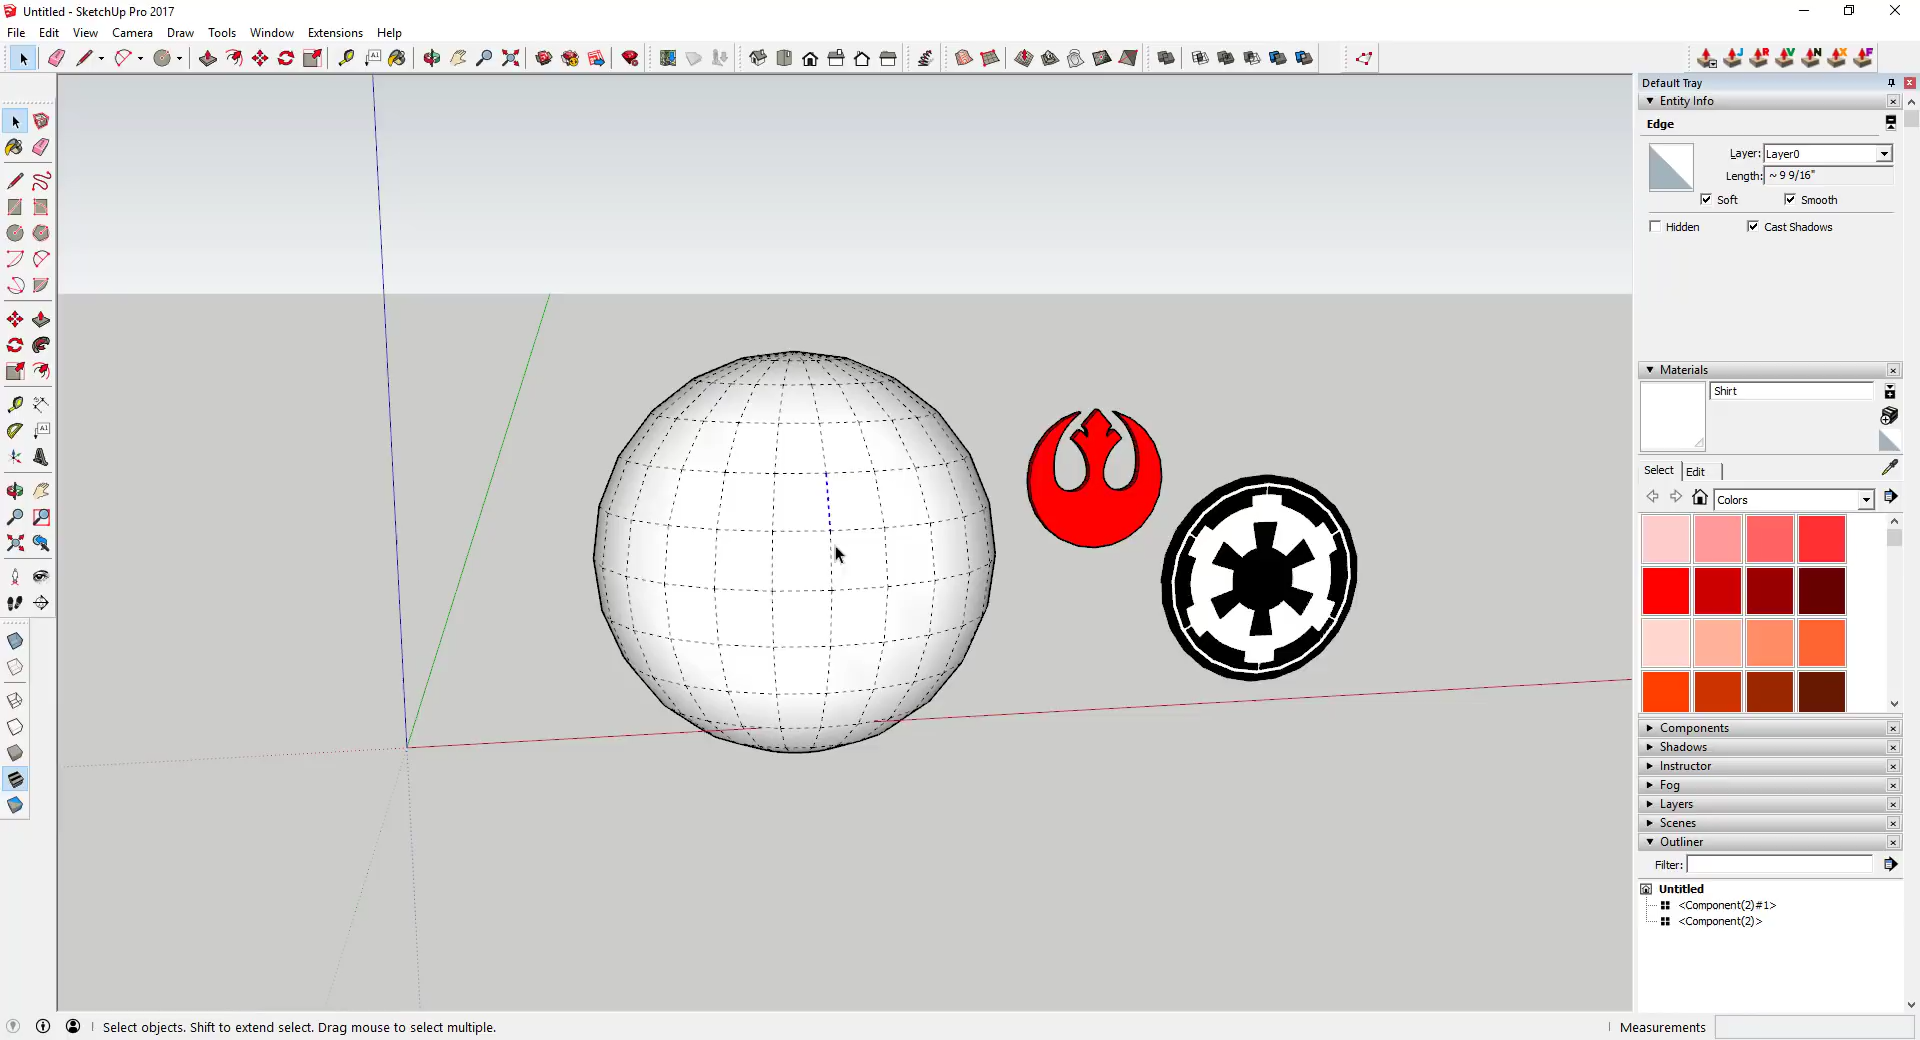 Untitled - SketchUp Pro 2017
File Edit View Camera Draw Tools Window Extensions Help
J R V N X F
Default Tray
Entity Info
Edge
Layer: Layer0
Length: ~ 9 9/16"
Soft Smooth
Hidden Cast Shadows
Materials
Shirt
Select Edit
Colors
Components
Shadows
Instructor
Fog
Layers
Scenes
Outliner
Filter:
Untitled
<Component(2)#1>
<Component(2)>
Select objects. Shift to extend select. Drag mouse to select multiple.
Measurements